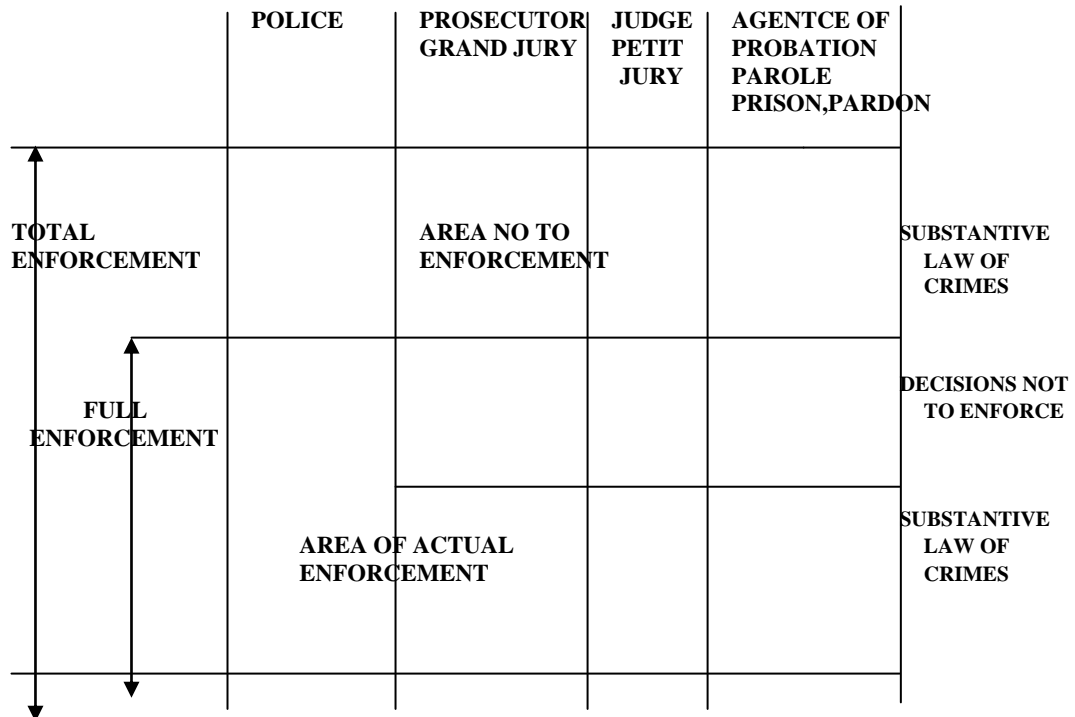 POLICE
PROSECUTOR
GRAND JURY
JUDGE
PETIT
JURY
AGENTCE OF
PROBATION
PAROLE
PRISON,PARDON
TOTAL
ENFORCEMENT
AREA NO TO
ENFORCEMENT
SUBSTANTIVE
LAW OF
CRIMES
FULL
ENFORCEMENT
DECISIONS NOT
TO ENFORCE
AREA OF ACTUAL
ENFORCEMENT
SUBSTANTIVE
LAW OF
CRIMES